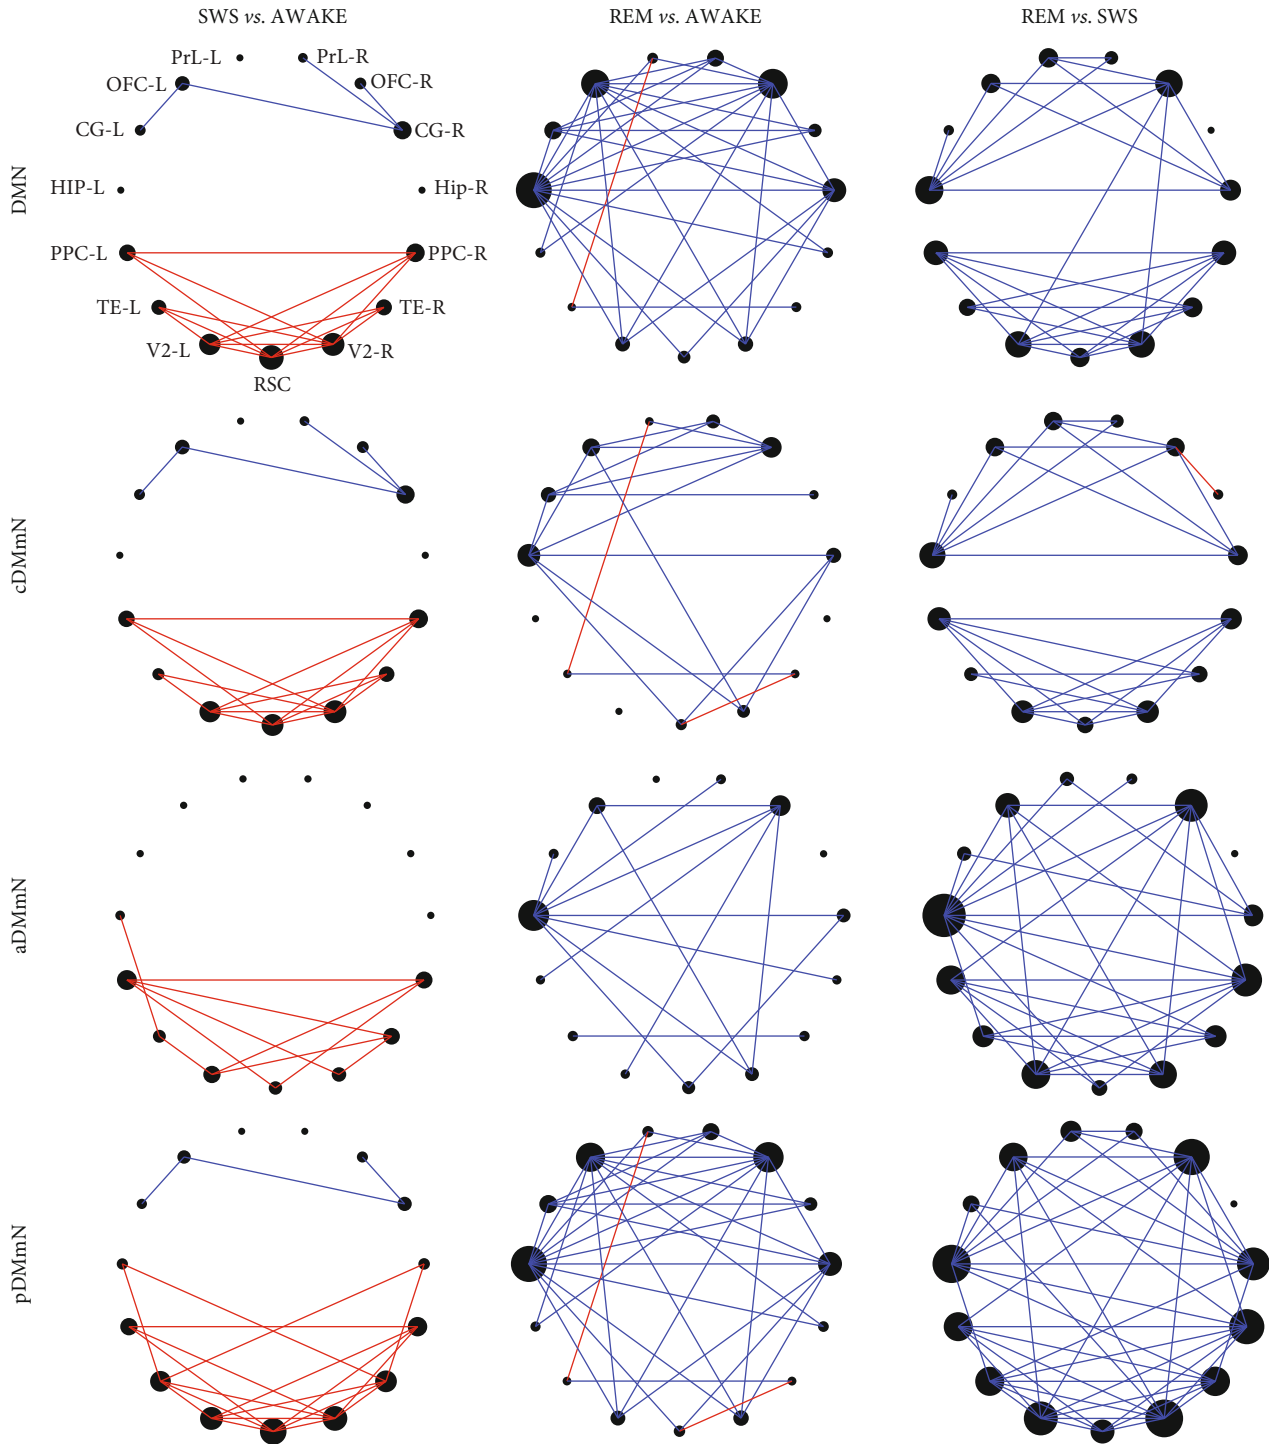 SWS vs. AWAKE
REM vs. AWAKE
REM vs. SWS
DMN
PrL-L
PrL-R
OFC-L
OFC-R
CG-L
CG-R
HIP-L
Hip-R
PPC-L
PPC-R
TE-L
TE-R
V2-L
V2-R
RSC
cDMmN
aDMmN
pDMmN